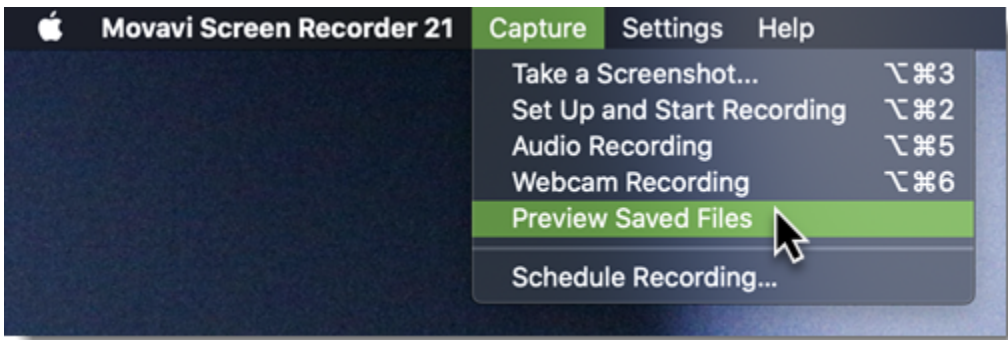 Movavi Screen Recorder 21 Capture Settings Help
Take a Screenshot... ⌥⌘3
Set Up and Start Recording ⌥⌘2
Audio Recording ⌥⌘5
Webcam Recording ⌥⌘6
Preview Saved Files
Schedule Recording...